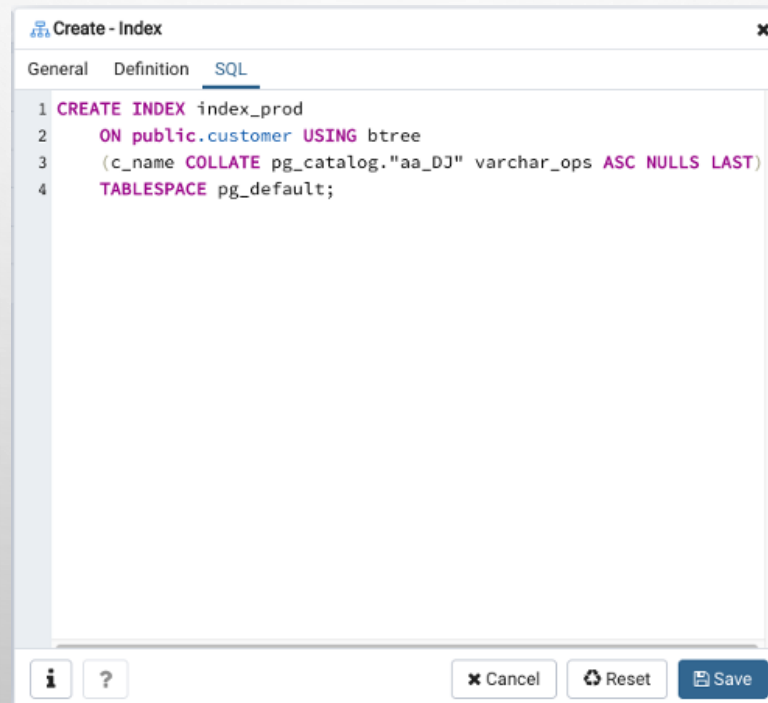 Create - Index
General Definition SQL
1 CREATE INDEX index_prod
2 ON public.customer USING btree
3 (c_name COLLATE pg_catalog."aa_DJ" varchar_ops ASC NULLS LAST)
4 TABLESPACE pg_default;
i ? Cancel Reset Save